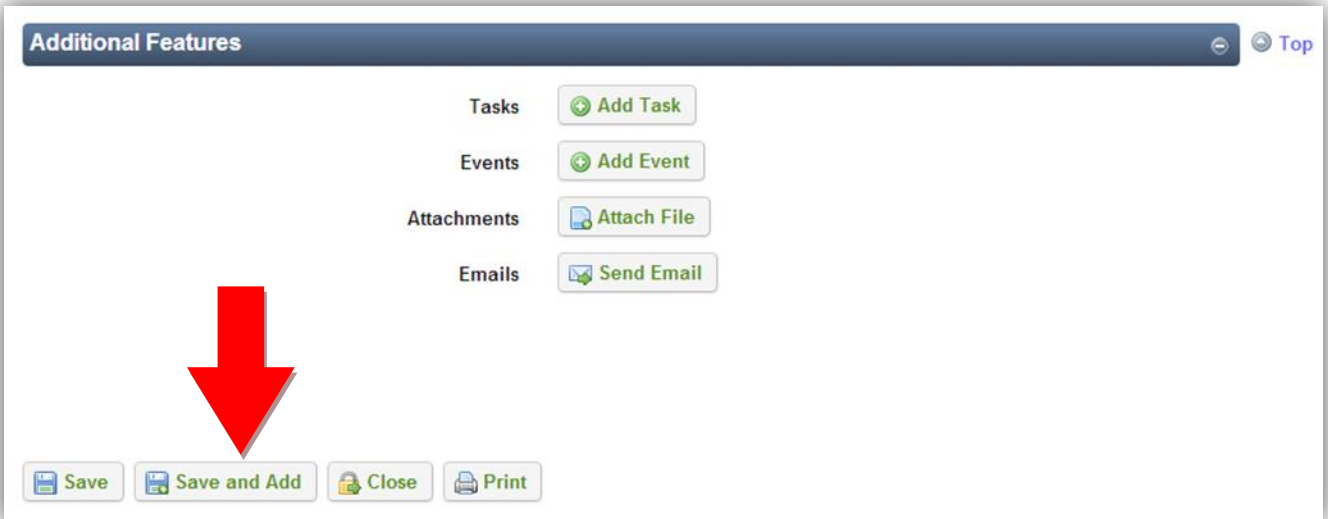 Additional Features
Top
Tasks Add Task
Events Add Event
Attachments Attach File
Emails Send Email
Save Save and Add Close Print